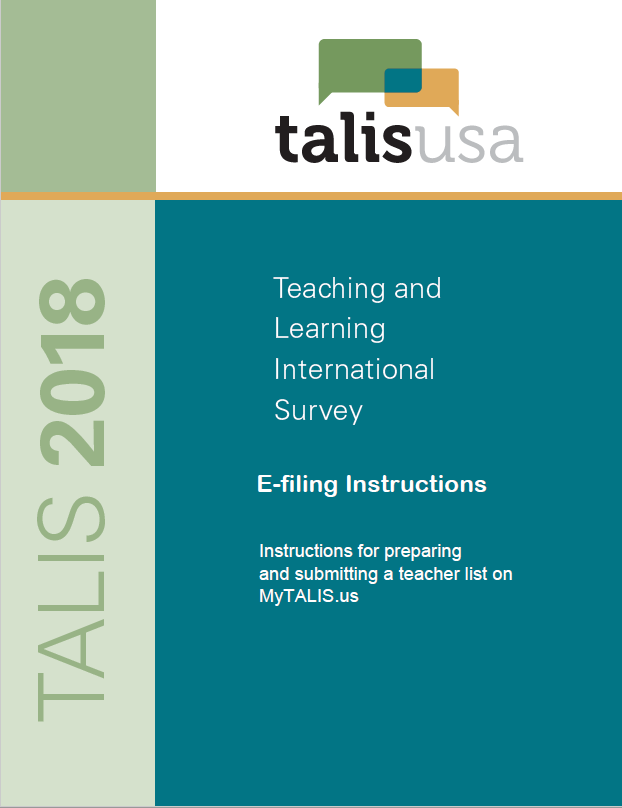 talisusa
TALIS 2018
Teaching and
Learning
International
Survey
E-filing Instructions
Instructions for preparing
and submitting a teacher list on
MyTALIS.us